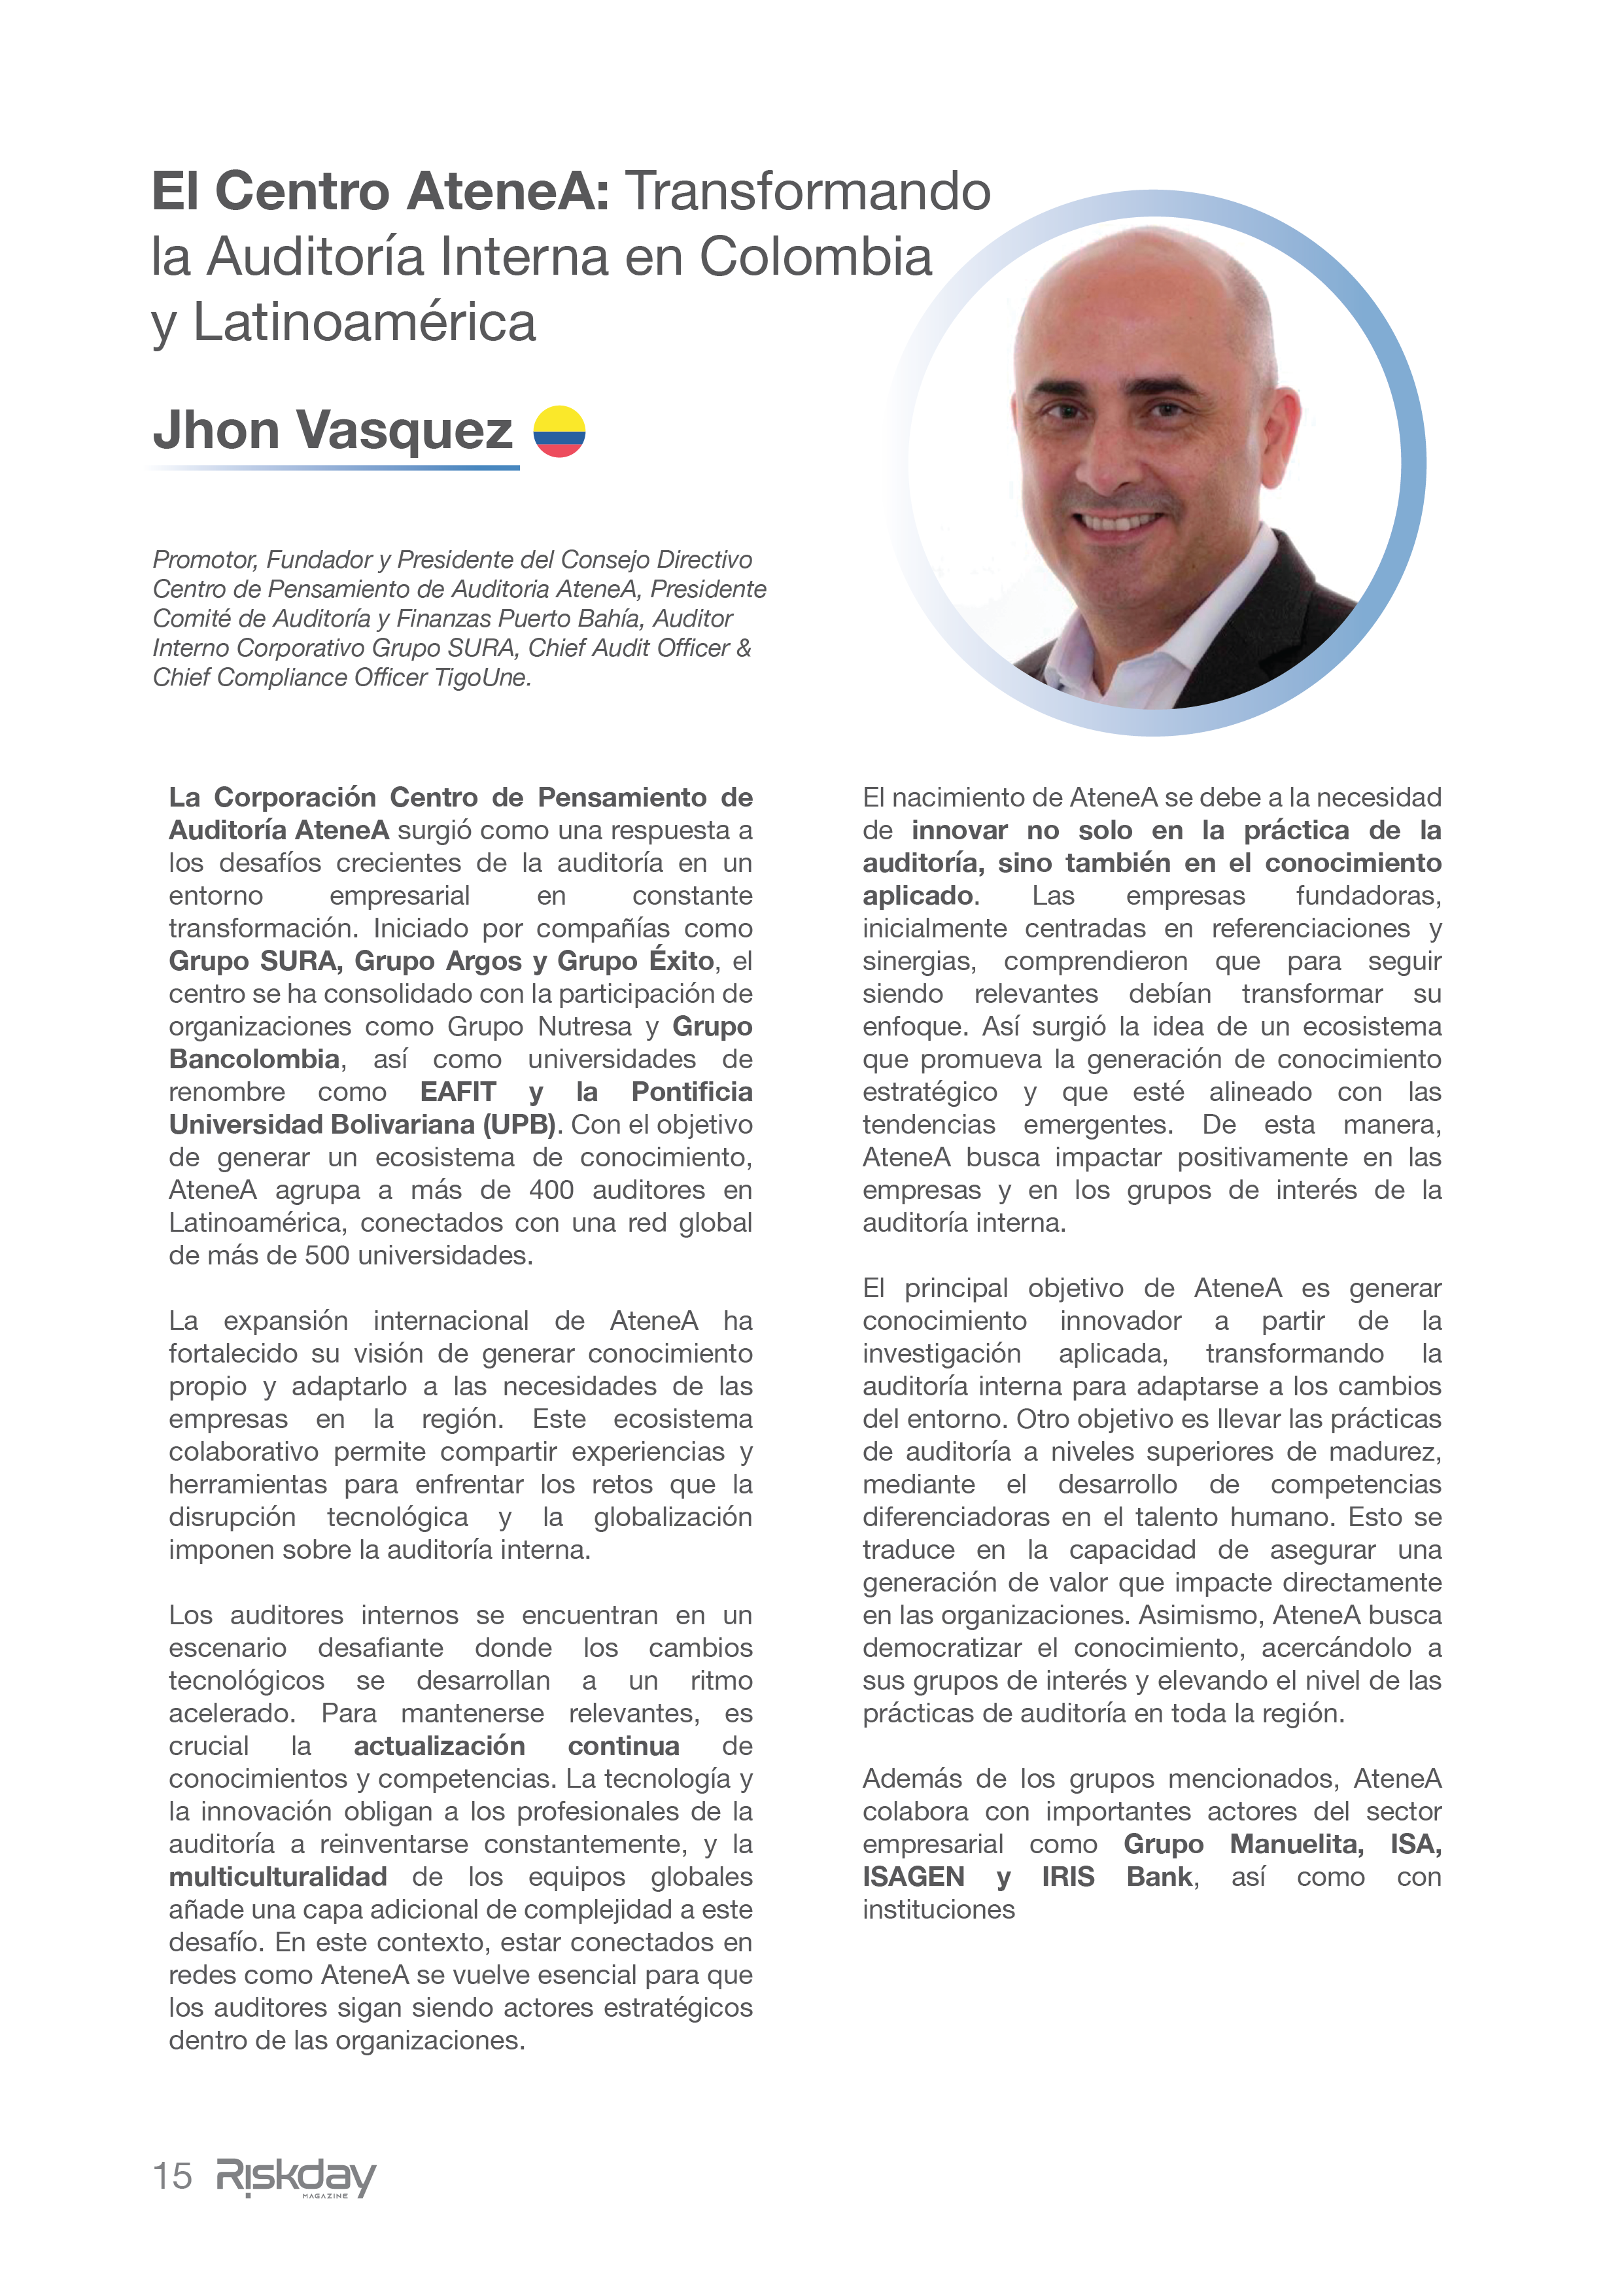 El Centro AteneA: Transformando
la Auditoría Interna en Colombia
y Latinoamérica
Jhon Vasquez
Promotor, Fundador y Presidente del Consejo Directivo
Centro de Pensamiento de Auditoria AteneA, Presidente
Comité de Auditoría y Finanzas Puerto Bahía, Auditor
Interno Corporativo Grupo SURA, Chief Audit Officer &
Chief Compliance Officer TigoUne.
La Corporación Centro de Pensamiento de
Auditoría AteneA surgió como una respuesta a
los desafíos crecientes de la auditoría en un
entorno empresarial en constante
transformación. Iniciado por compañías como
Grupo SURA, Grupo Argos y Grupo Éxito, el
centro se ha consolidado con la participación de
organizaciones como Grupo Nutresa y Grupo
Bancolombia, así como universidades de
renombre como EAFIT y la Pontificia
Universidad Bolivariana (UPB). Con el objetivo
de generar un ecosistema de conocimiento,
AteneA agrupa a más de 400 auditores en
Latinoamérica, conectados con una red global
de más de 500 universidades.
La expansión internacional de AteneA ha
fortalecido su visión de generar conocimiento
propio y adaptarlo a las necesidades de las
empresas en la región. Este ecosistema
colaborativo permite compartir experiencias y
herramientas para enfrentar los retos que la
disrupción tecnológica y la globalización
imponen sobre la auditoría interna.
Los auditores internos se encuentran en un
escenario desafiante donde los cambios
tecnológicos se desarrollan a un ritmo
acelerado. Para mantenerse relevantes, es
crucial la actualización continua de
conocimientos y competencias. La tecnología y
la innovación obligan a los profesionales de la
auditoría a reinventarse constantemente, y la
multiculturalidad de los equipos globales
añade una capa adicional de complejidad a este
desafío. En este contexto, estar conectados en
redes como AteneA se vuelve esencial para que
los auditores sigan siendo actores estratégicos
dentro de las organizaciones.
El nacimiento de AteneA se debe a la necesidad
de innovar no solo en la práctica de la
auditoría, sino también en el conocimiento
aplicado. Las empresas fundadoras,
inicialmente centradas en referenciaciones y
sinergias, comprendieron que para seguir
siendo relevantes debían transformar su
enfoque. Así surgió la idea de un ecosistema
que promueva la generación de conocimiento
estratégico y que esté alineado con las
tendencias emergentes. De esta manera,
AteneA busca impactar positivamente en las
empresas y en los grupos de interés de la
auditoría interna.
El principal objetivo de AteneA es generar
conocimiento innovador a partir de la
investigación aplicada, transformando la
auditoría interna para adaptarse a los cambios
del entorno. Otro objetivo es llevar las prácticas
de auditoría a niveles superiores de madurez,
mediante el desarrollo de competencias
diferenciadoras en el talento humano. Esto se
traduce en la capacidad de asegurar una
generación de valor que impacte directamente
en las organizaciones. Asimismo, AteneA busca
democratizar el conocimiento, acercándolo a
sus grupos de interés y elevando el nivel de las
prácticas de auditoría en toda la región.
Además de los grupos mencionados, AteneA
colabora con importantes actores del sector
empresarial como Grupo Manuelita, ISA,
ISAGEN y IRIS Bank, así como con
instituciones
15 Riskday
MAGAZINE